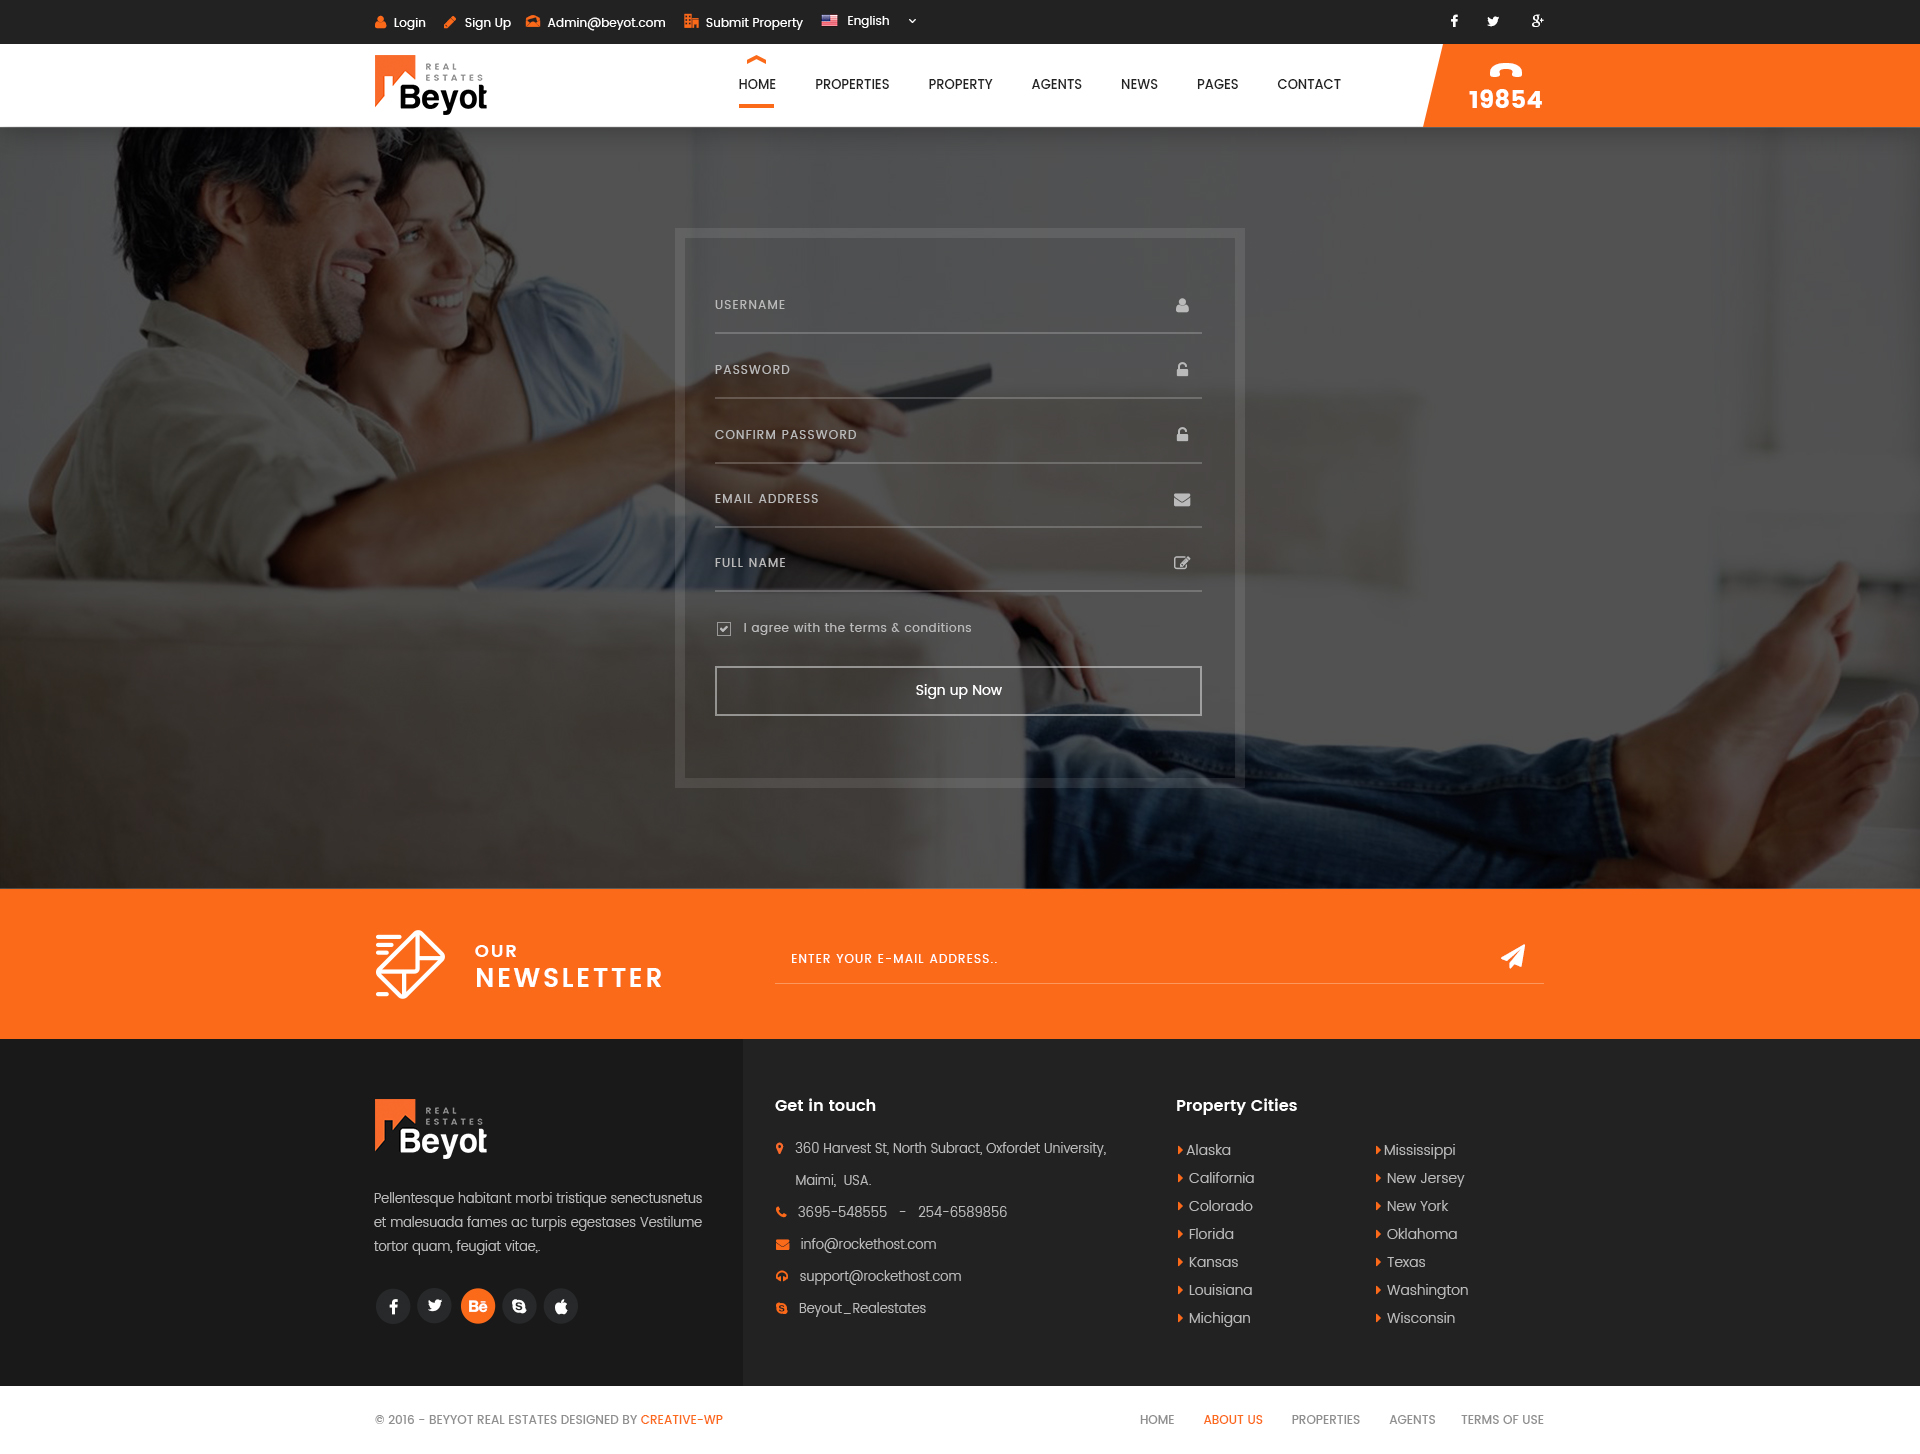 Login Sign Up Admin@beyot.com Submit Property English
REAL
ESTATES
Beyot
HOME PROPERTIES PROPERTY AGENTS NEWS PAGES CONTACT
19854
USERNAME
PASSWORD
CONFIRM PASSWORD
EMAIL ADDRESS
FULL NAME
I agree with the terms & conditions
Sign up Now
OUR
NEWSLETTER
ENTER YOUR E-MAIL ADDRESS..
REAL
ESTATES
Beyot
Pellentesque habitant morbi tristique senectusnetus
et malesuada fames ac turpis egestases Vestilume
tortor quam, feugiat vitae,.
Bē
Get in touch
360 Harvest St, North Subract, Oxfordet University,
Maimi, USA.
3695-548555 - 254-6589856
info@rockethost.com
support@rockethost.com
Beyout_Realestates
Property Cities
Alaska
California
Colorado
Florida
Kansas
Louisiana
Michigan
Mississippi
New Jersey
New York
Oklahoma
Texas
Washington
Wisconsin
© 2016 - BEYYOT REAL ESTATES DESIGNED BY CREATIVE-WP
HOME ABOUT US PROPERTIES AGENTS TERMS OF USE